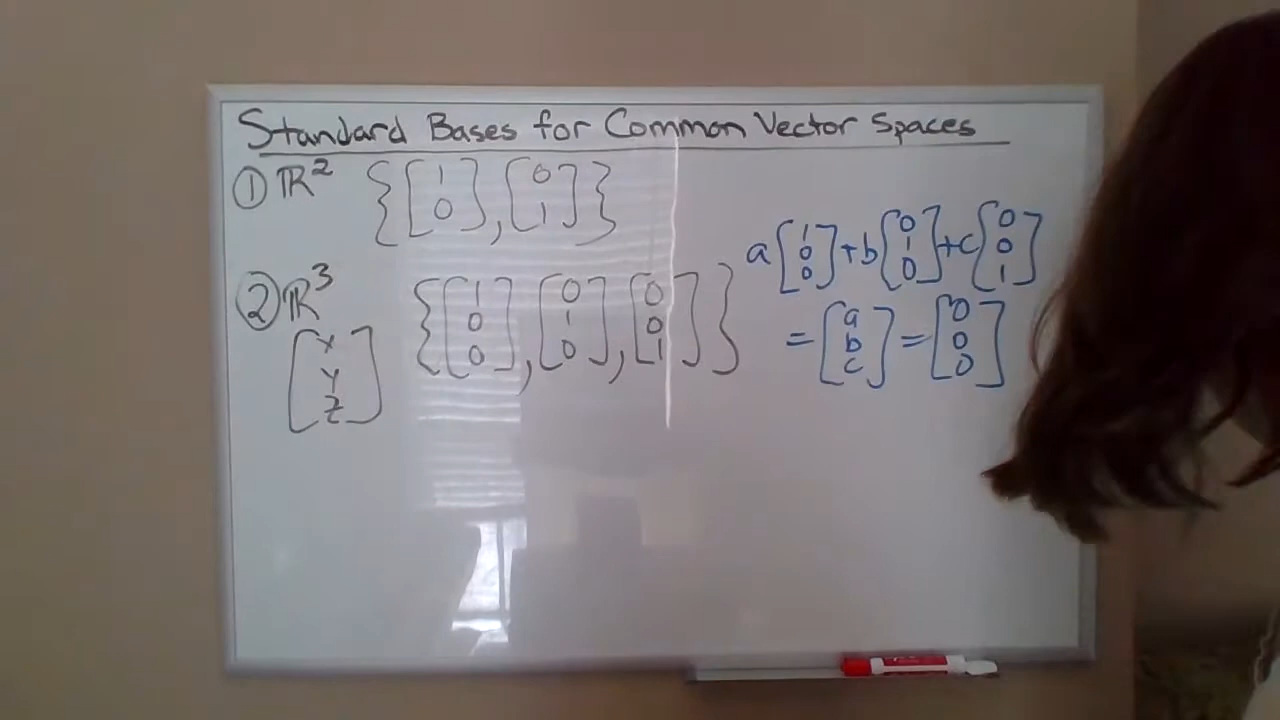 Standard Bases for Common Vector Spaces
① ℝ² {[1 0], [0 1]}
② ℝ³ {[1 0 0], [0 1 0], [0 0 1]}
[x y z]
a[1 0 0]+b[0 1 0]+c[0 0 1]
=[a b c]=[0 0 0]